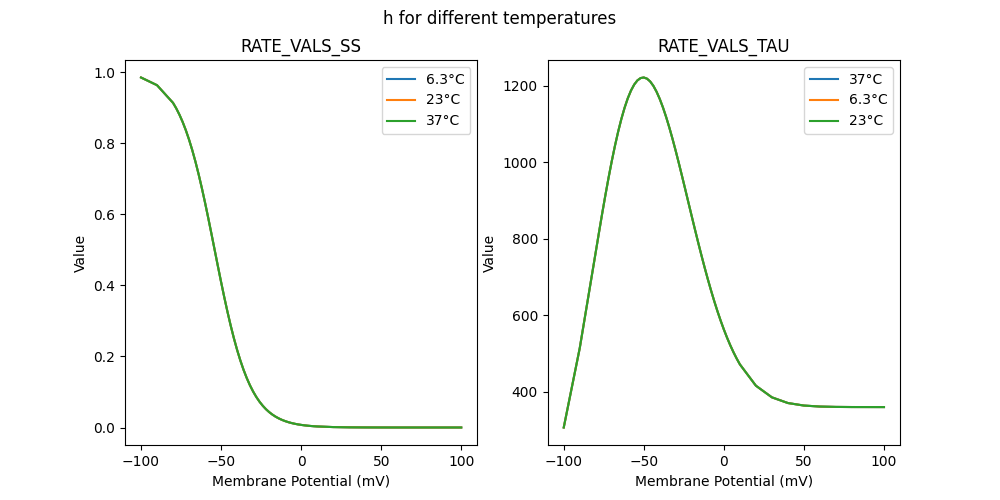 h for different temperatures
RATE_VALS_SS
1.0
0.8
0.6
0.4
0.2
0.0
Value
−100
−50
0
50
100
Membrane Potential (mV)
6.3°C
23°C
37°C
RATE_VALS_TAU
1200
1000
800
600
400
Value
−100
−50
0
50
100
Membrane Potential (mV)
37°C
6.3°C
23°C